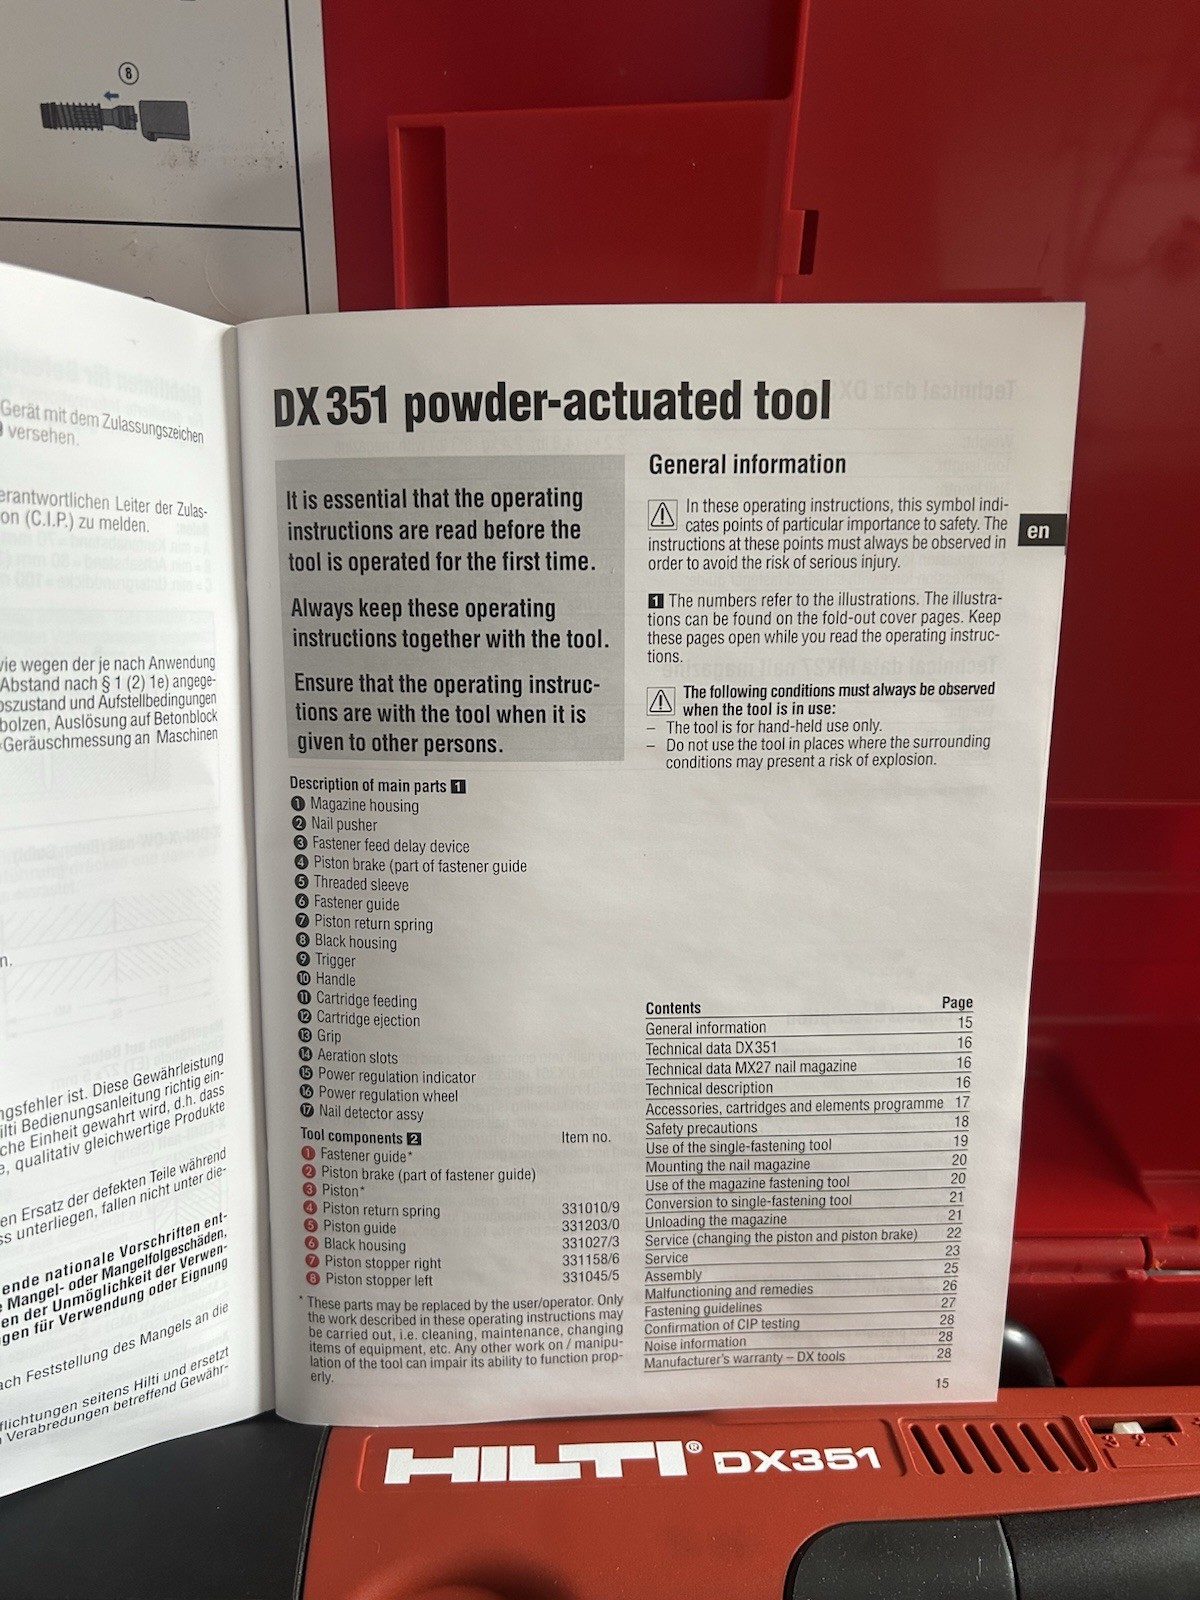 8
Gerät mit dem Zulassungszeichen
versehen.
verantwortlichen Leiter der Zulas-
on (C.I.P.) zu melden.
wie wegen der je nach Anwendung
Abstand nach § 1 (2) 1e) angege-
szustand und Aufstellbedingungen
bolzen, Auslösung auf Betonblock
Geräuschmessung an Maschinen
n.
ngsfehler ist. Diese Gewährleistung
ilti Bedienungsanleitung richtig ein-
che Einheit gewahrt wird, d.h. dass
e, qualitativ gleichwertige Produkte
en Ersatz der defekten Teile während
ss unterliegen, fallen nicht unter die-
ende nationale Vorschriften ent-
Mangel- oder Mangelfolgeschäden,
en der Unmöglichkeit der Verwen-
gen für Verwendung oder Eignung
ach Feststellung des Mangels an die
flichtungen seitens Hilti und ersetzt
Verabredungen betreffend Gewähr-
DX 351 powder-actuated tool
It is essential that the operating
instructions are read before the
tool is operated for the first time.
Always keep these operating
instructions together with the tool.
Ensure that the operating instruc-
tions are with the tool when it is
given to other persons.
Description of main parts 1
1 Magazine housing
2 Nail pusher
3 Fastener feed delay device
4 Piston brake (part of fastener guide
5 Threaded sleeve
6 Fastener guide
7 Piston return spring
8 Black housing
9 Trigger
10 Handle
11 Cartridge feeding
12 Cartridge ejection
13 Grip
14 Aeration slots
15 Power regulation indicator
16 Power regulation wheel
17 Nail detector assy
Tool components 2 Item no.
1 Fastener guide*
2 Piston brake (part of fastener guide)
3 Piston*
4 Piston return spring 331010/9
5 Piston guide 331203/0
6 Black housing 331027/3
7 Piston stopper right 331158/6
8 Piston stopper left 331045/5
* These parts may be replaced by the user/operator. Only
the work described in these operating instructions may
be carried out, i.e. cleaning, maintenance, changing
items of equipment, etc. Any other work on / manipu-
lation of the tool can impair its ability to function prop-
erly.
General information
In these operating instructions, this symbol indi-
cates points of particular importance to safety. The
instructions at these points must always be observed in
order to avoid the risk of serious injury.
1 The numbers refer to the illustrations. The illustra-
tions can be found on the fold-out cover pages. Keep
these pages open while you read the operating instruc-
tions.
The following conditions must always be observed
when the tool is in use:
– The tool is for hand-held use only.
– Do not use the tool in places where the surrounding
conditions may present a risk of explosion.
en
Contents Page
General information 15
Technical data DX351 16
Technical data MX27 nail magazine 16
Technical description 16
Accessories, cartridges and elements programme 17
Safety precautions 18
Use of the single-fastening tool 19
Mounting the nail magazine 20
Use of the magazine fastening tool 20
Conversion to single-fastening tool 21
Unloading the magazine 21
Service (changing the piston and piston brake) 22
Service 23
Assembly 25
Malfunctioning and remedies 26
Fastening guidelines 27
Confirmation of CIP testing 28
Noise information 28
Manufacturer's warranty – DX tools 28
15
HILTI® DX351
3 2 1